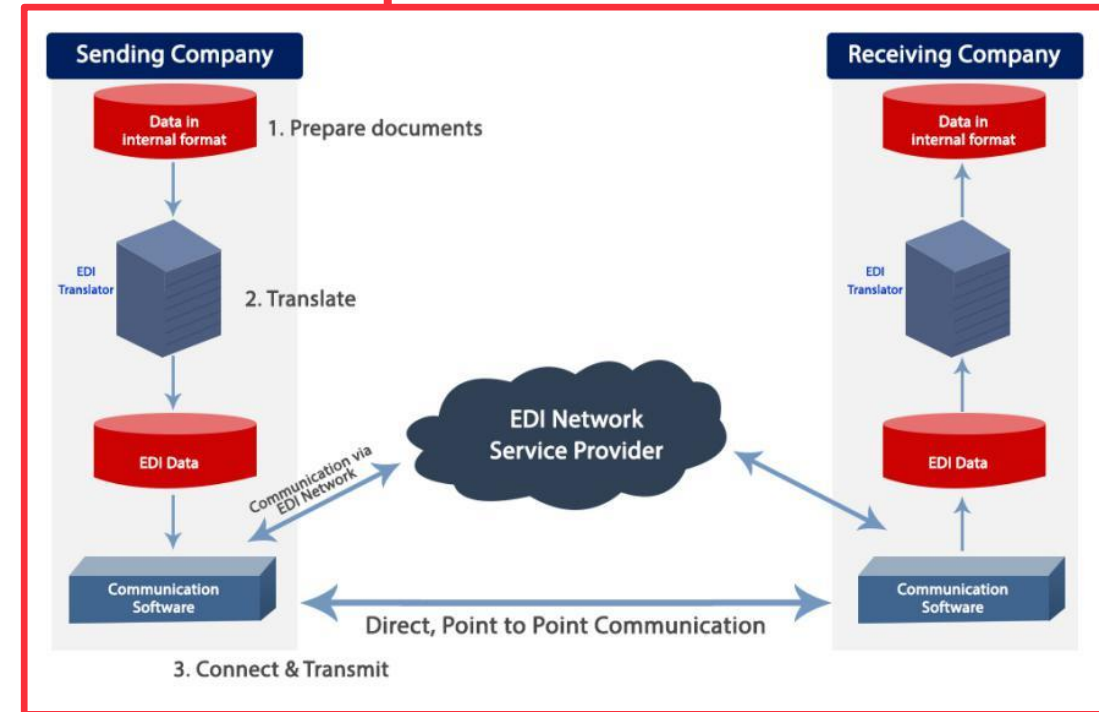 Sending Company
Receiving Company
Data in
internal format
1. Prepare documents
Data in
internal format
EDI
Translator
2. Translate
EDI
Translator
EDI Network
Service Provider
EDI Data
Communication via
EDI Network
EDI Data
Communication
Software
Direct, Point to Point Communication
Communication
Software
3. Connect & Transmit